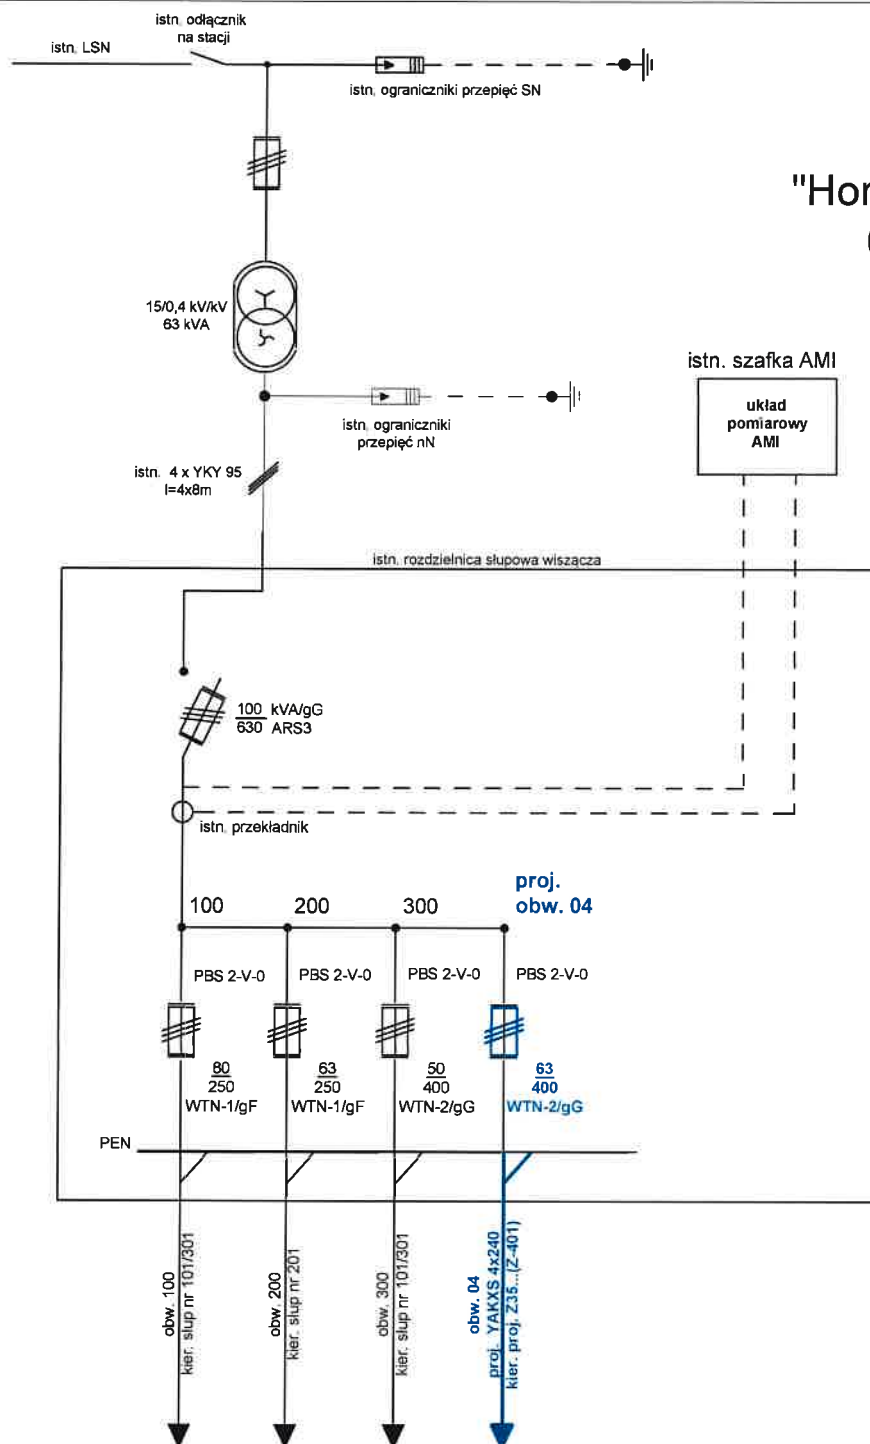 istn. odłącznik
na stacji
istn. LSN
istn. ograniczniki przepięć SN
"Hor
15/0,4 kV/kV
63 kVA
istn. szafka AMI
układ
pomiarowy
AMI
istn. ograniczniki
przepięć nN
istn. 4 x YKY 95
l=4x8m
istn. rozdzielnica słupowa wisząca
100 kVA/gG
630 ARS3
istn. przekładnik
proj.
obw. 04
100
200
300
PBS 2-V-0
PBS 2-V-0
PBS 2-V-0
PBS 2-V-0
80
250
WTN-1/gF
63
250
WTN-1/gF
50
400
WTN-2/gG
63
400
WTN-2/gG
PEN
obw. 100
kier. słup nr 101/301
obw. 200
kier. słup nr 201
obw. 300
kier. słup nr 101/301
obw. 04
proj. YAKXS 4x240
kier. proj. Z35...(Z-401)